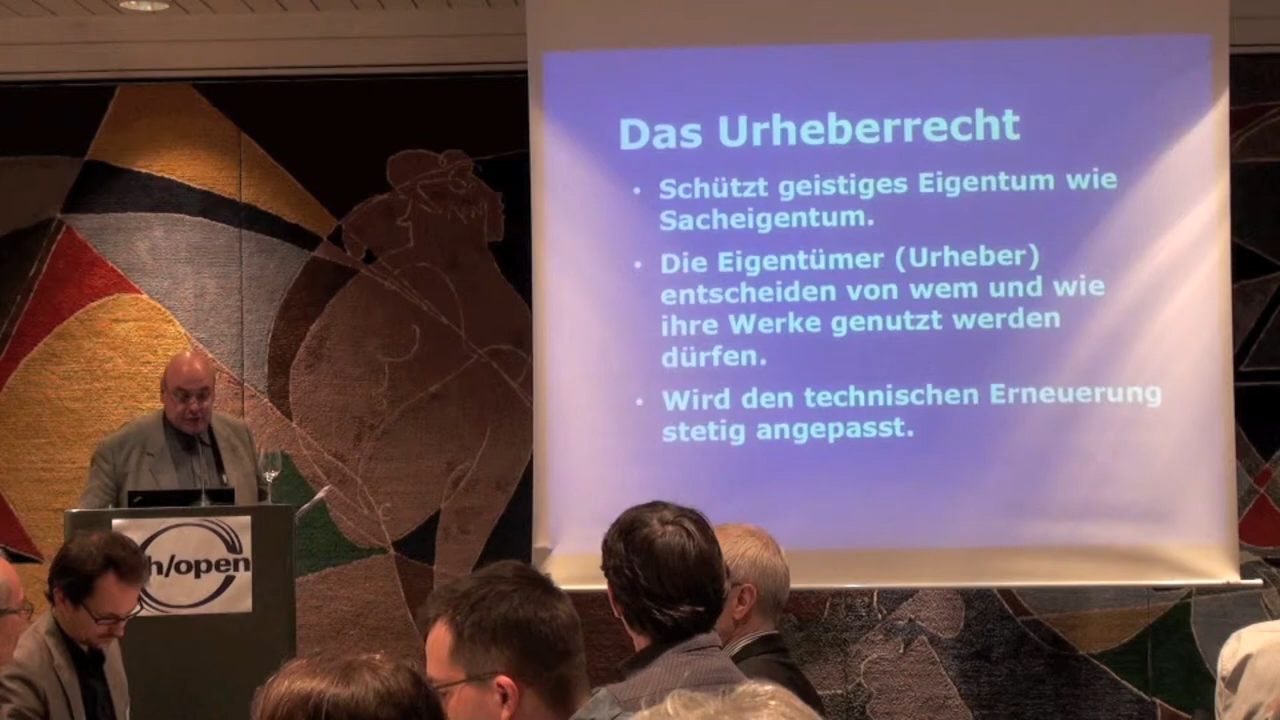 Das Urheberrecht
• Schützt geistiges Eigentum wie
Sacheigentum.
• Die Eigentümer (Urheber)
entscheiden von wem und wie
ihre Werke genutzt werden
dürfen.
• Wird den technischen Erneuerung
stetig angepasst.
h/open